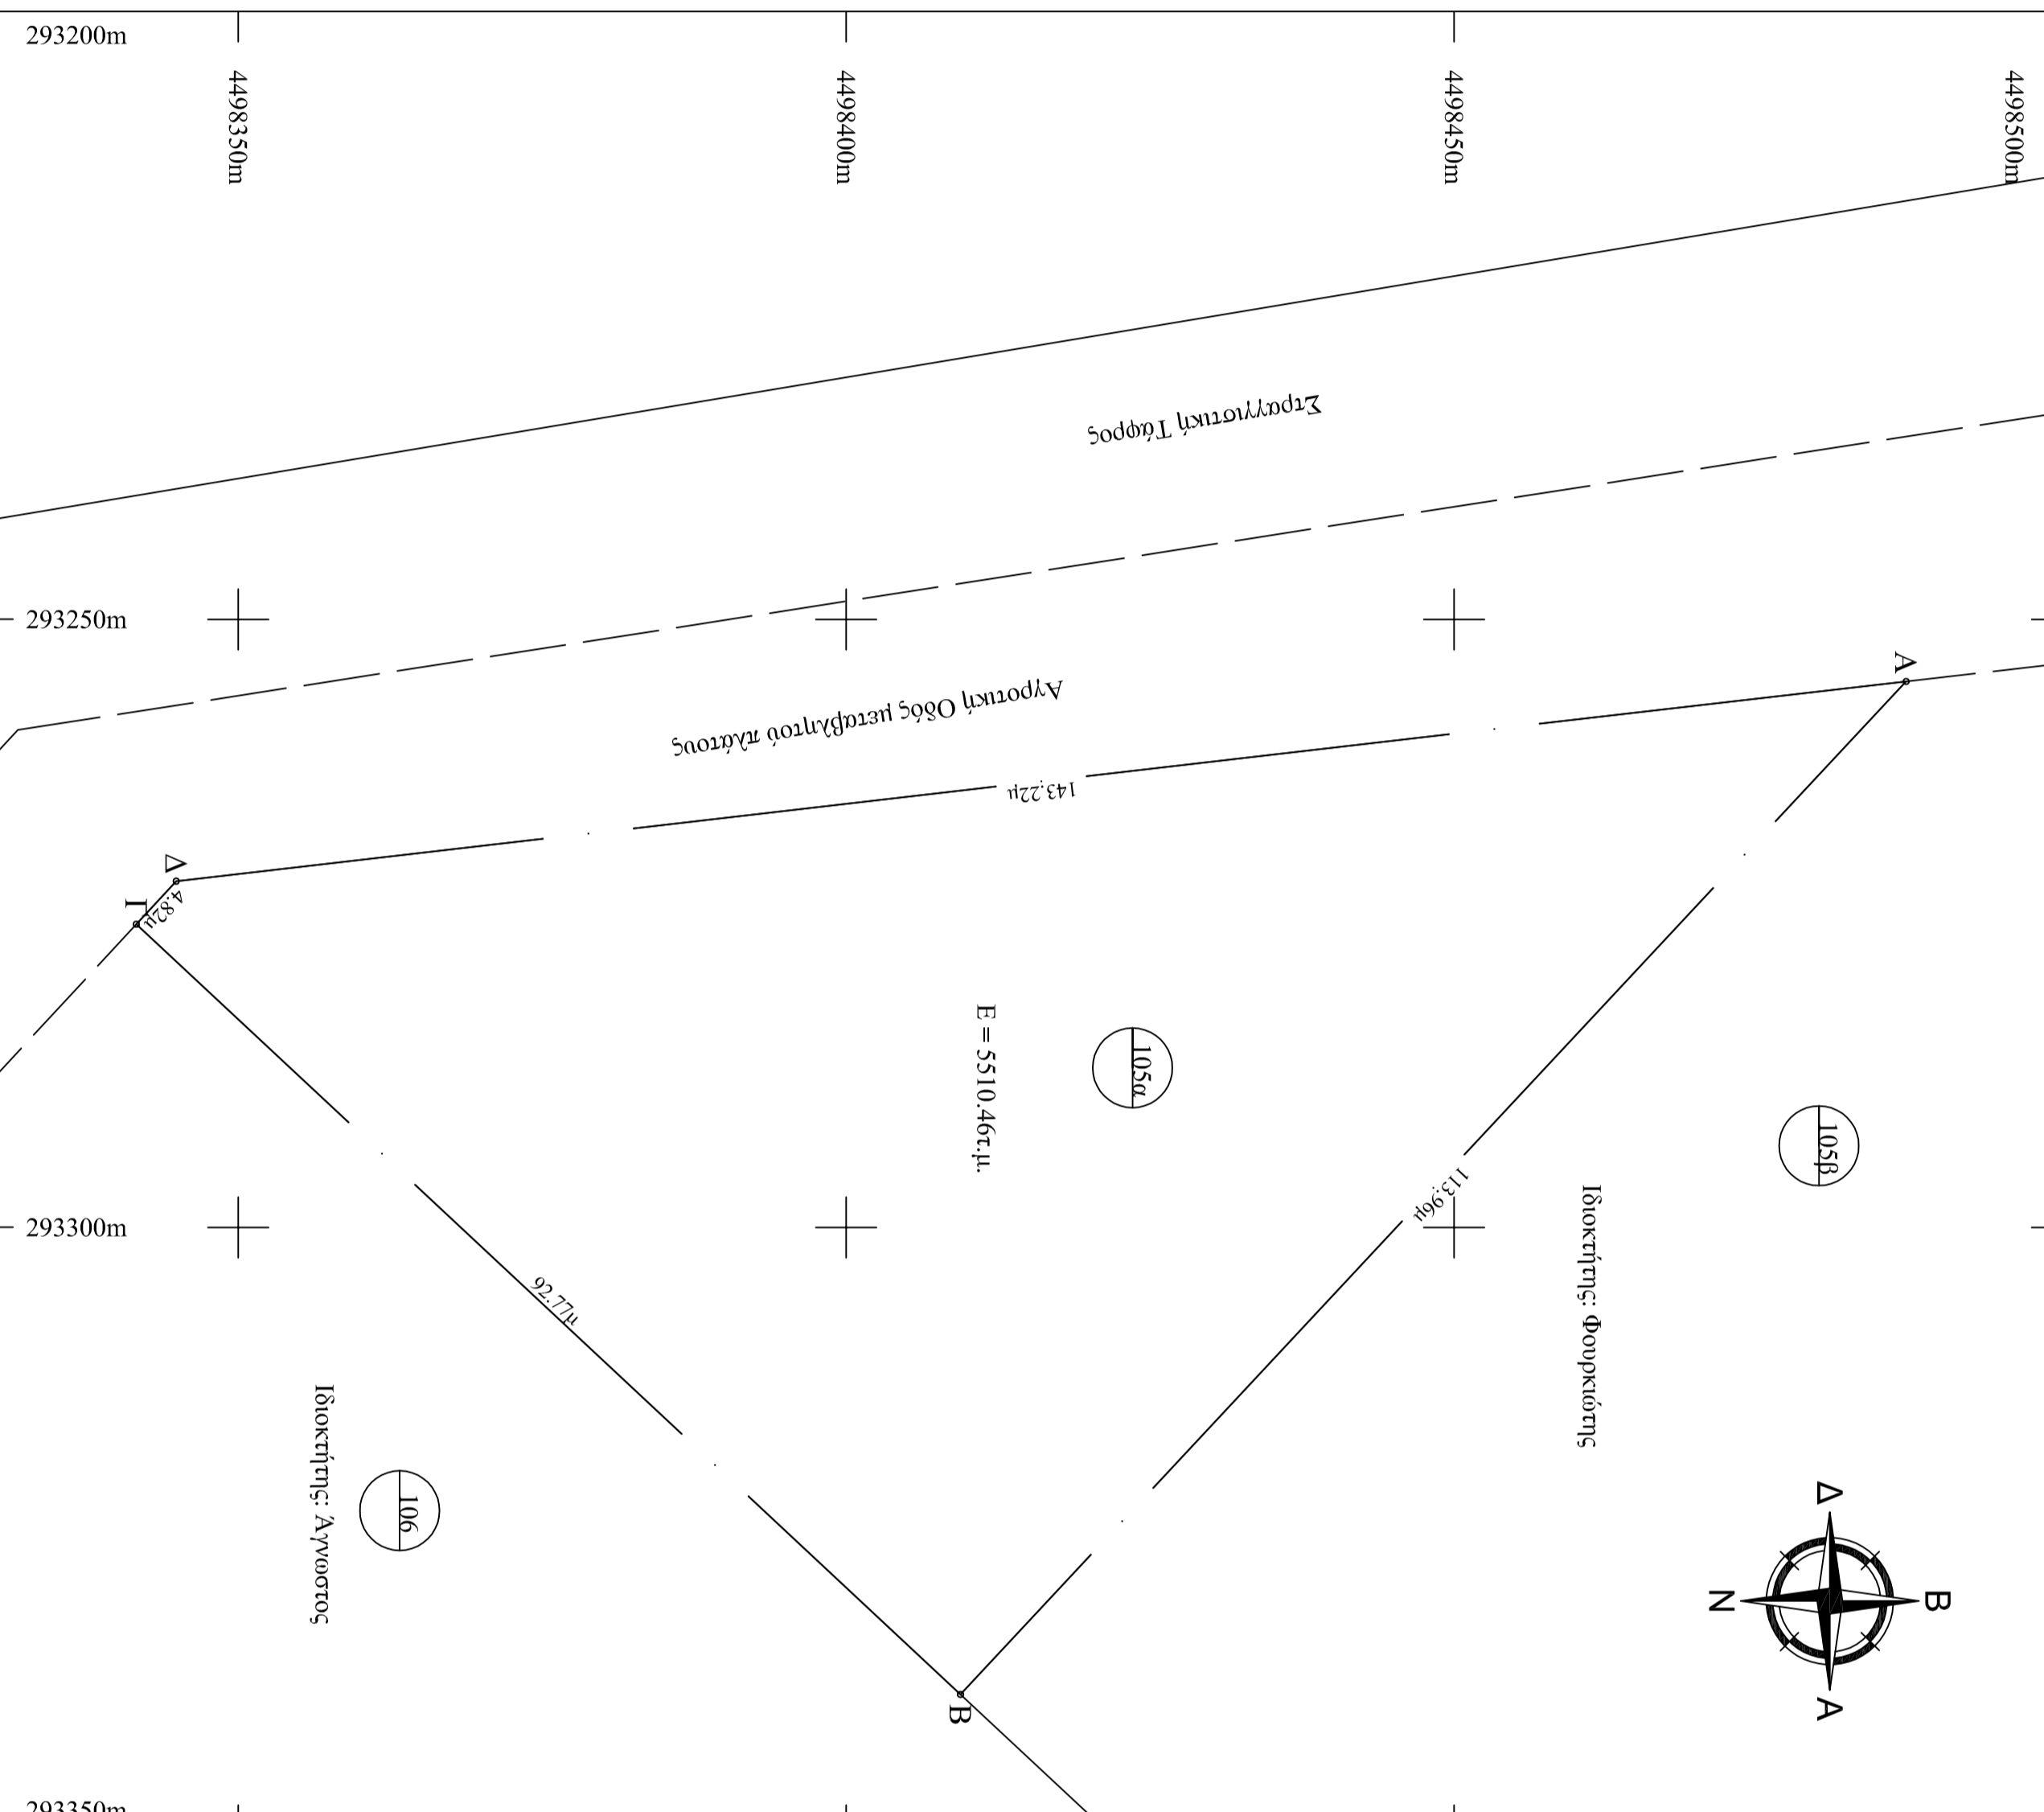 293200m
4498350m
4498400m
4498450m
4498500m
Στραγγιστική Τάφρος
293250m
Α
Αγροτική Οδός μεταβλητού πλάτους
143.22μ
Δ
4.82μ
Γ
Ε = 5510.46τ.μ.
105α
105β
113.96μ
Ιδιοκτήτης: Φουρκιώτης
293300m
92.77μ
Ιδιοκτήτης: Άγνωστος
106
Β
Δ
Ν
Β
Α
293350m